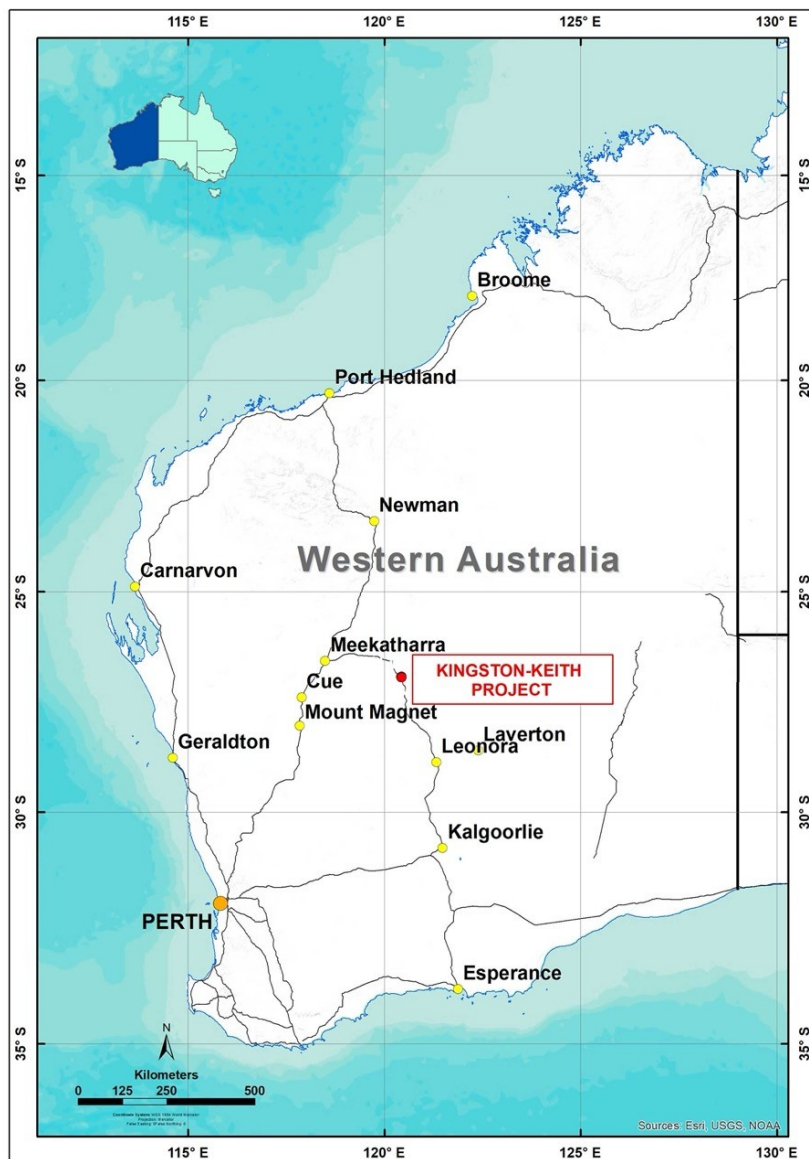 115° E
120° E
125° E
130° E
15° S
15° S
Broome
Port Hedland
20° S
20° S
Newman
Western Australia
Carnarvon
25° S
25° S
Meekatharra
KINGSTON-KEITH
PROJECT
Cue
Mount Magnet
Laverton
Geraldton
Leonora
30° S
30° S
Kalgoorlie
PERTH
Esperance
N
35° S
35° S
Kilometers
0 125 250 500
Sources: Esri, USGS, NOAA
115° E
120° E
125° E
130° E